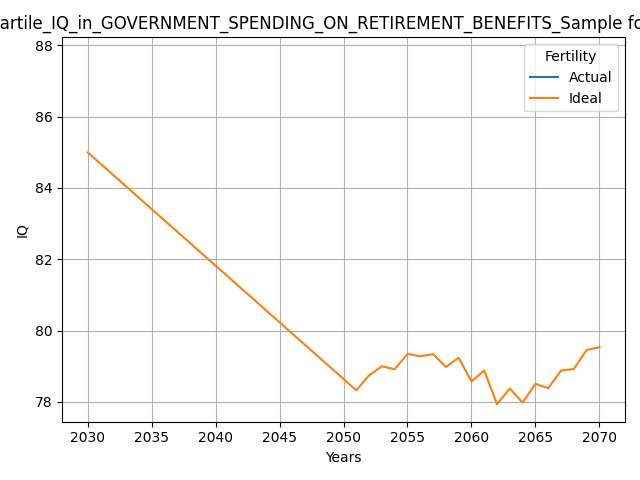 artile_IQ_in_GOVERNMENT_SPENDING_ON_RETIREMENT_BENEFITS_Sample fo
88
86
84
82
80
78
IQ
Fertility
Actual
Ideal
2030 2035 2040 2045 2050 2055 2060 2065 2070
Years